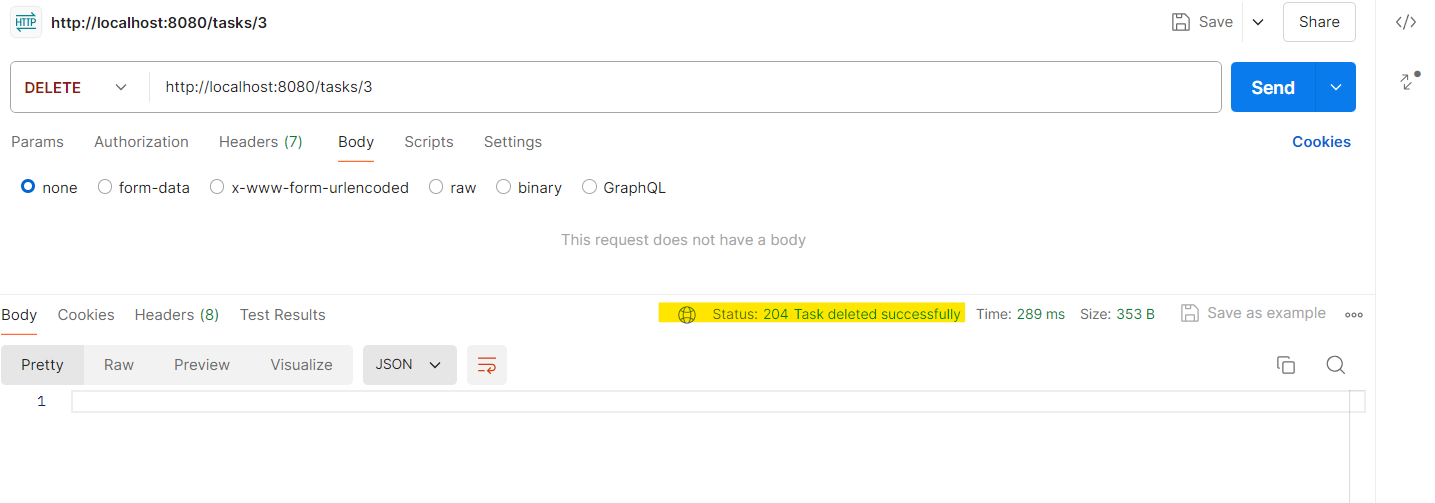 HTTP http://localhost:8080/tasks/3 Save Share </>
DELETE http://localhost:8080/tasks/3 Send
Params Authorization Headers (7) Body Scripts Settings Cookies
none form-data x-www-form-urlencoded raw binary GraphQL
This request does not have a body
Body Cookies Headers (8) Test Results Status: 204 Task deleted successfully Time: 289 ms Size: 353 B Save as example
Pretty Raw Preview Visualize JSON
1